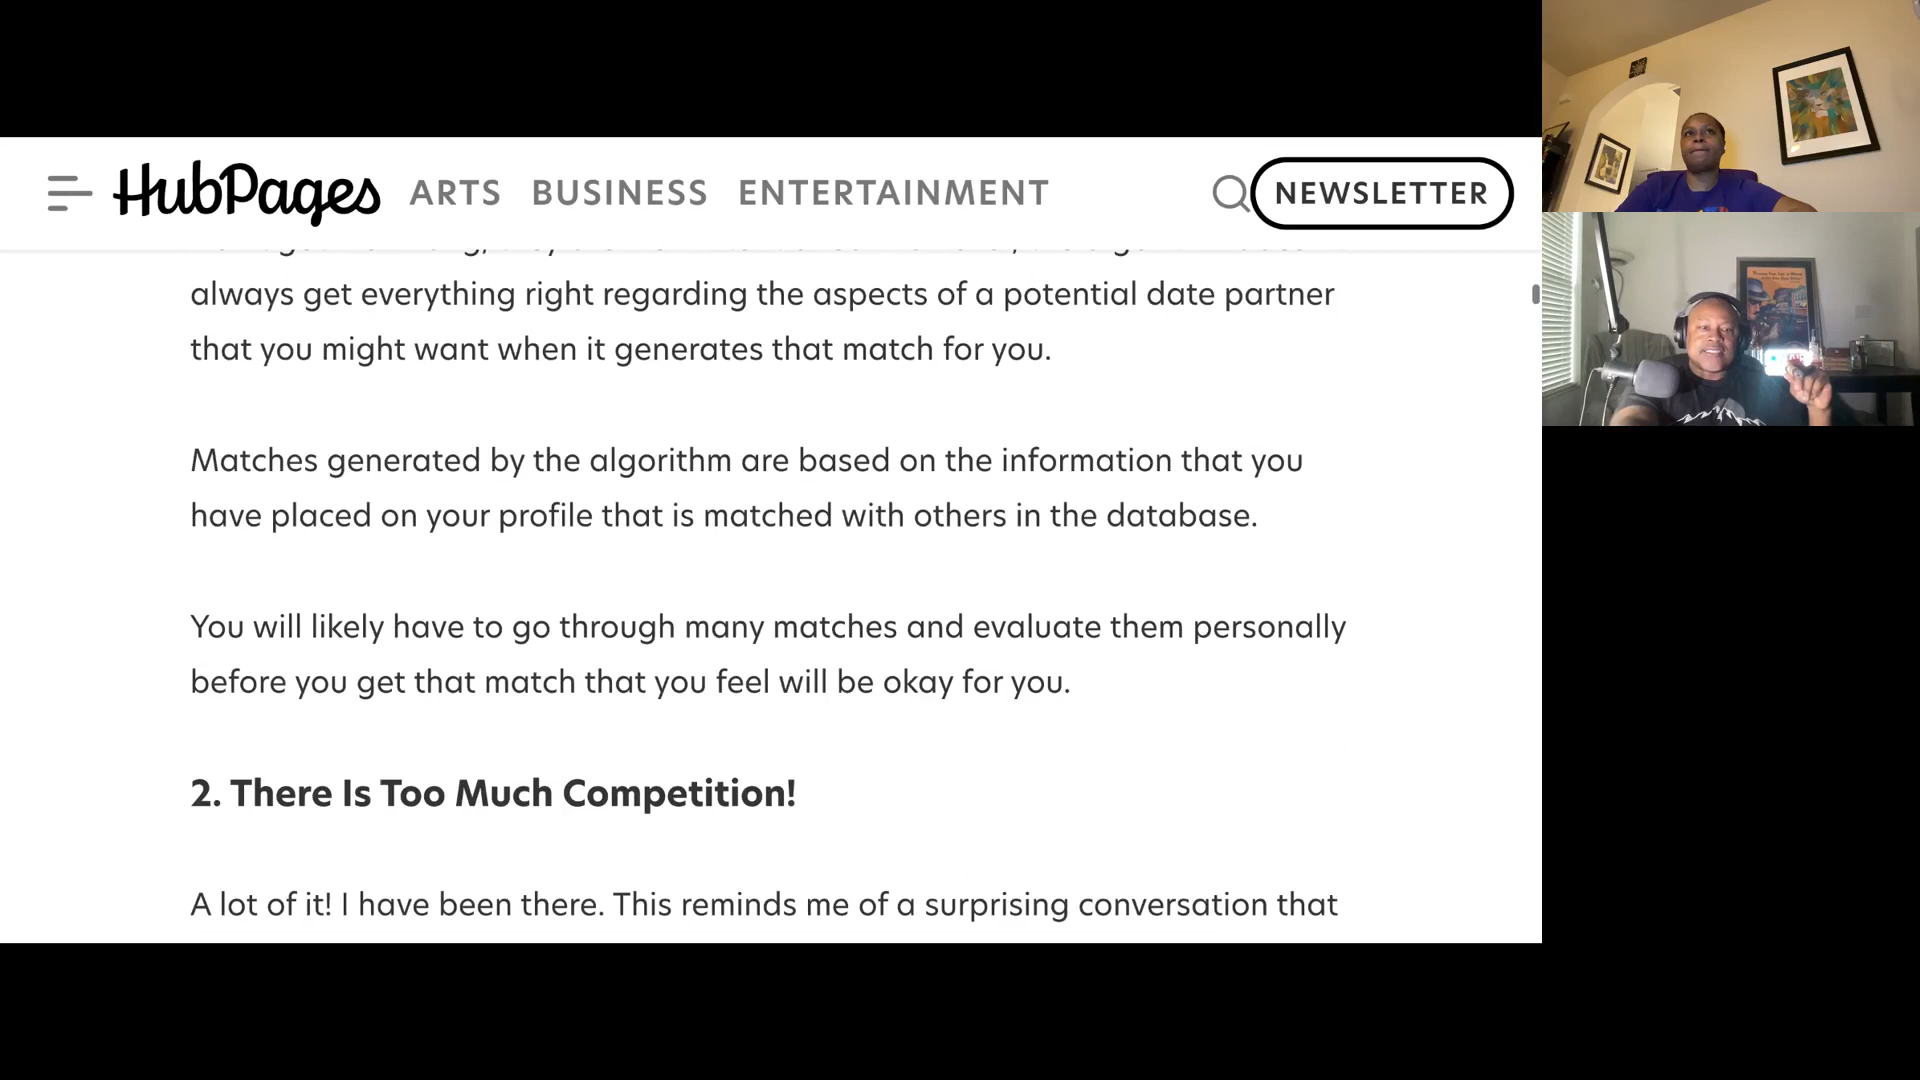 HubPages ARTS BUSINESS ENTERTAINMENT NEWSLETTER
always get everything right regarding the aspects of a potential date partner
that you might want when it generates that match for you.
Matches generated by the algorithm are based on the information that you
have placed on your profile that is matched with others in the database.
You will likely have to go through many matches and evaluate them personally
before you get that match that you feel will be okay for you.
2. There Is Too Much Competition!
A lot of it! I have been there. This reminds me of a surprising conversation that